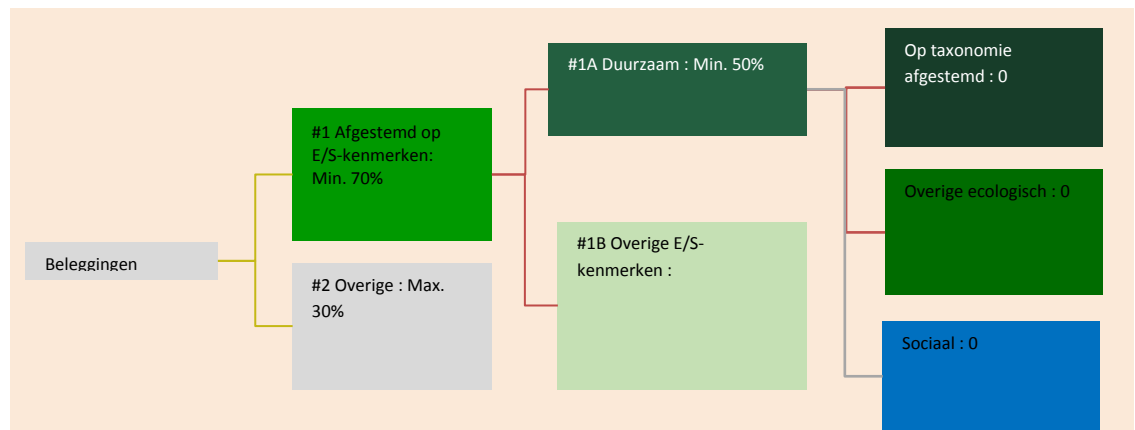 Beleggingen
#1 Afgestemd op
E/S-kenmerken:
Min. 70%
#2 Overige : Max.
30%
#1A Duurzaam : Min. 50%
#1B Overige E/S-
kenmerken :
Op taxonomie
afgestemd : 0
Overige ecologisch : 0
Sociaal : 0